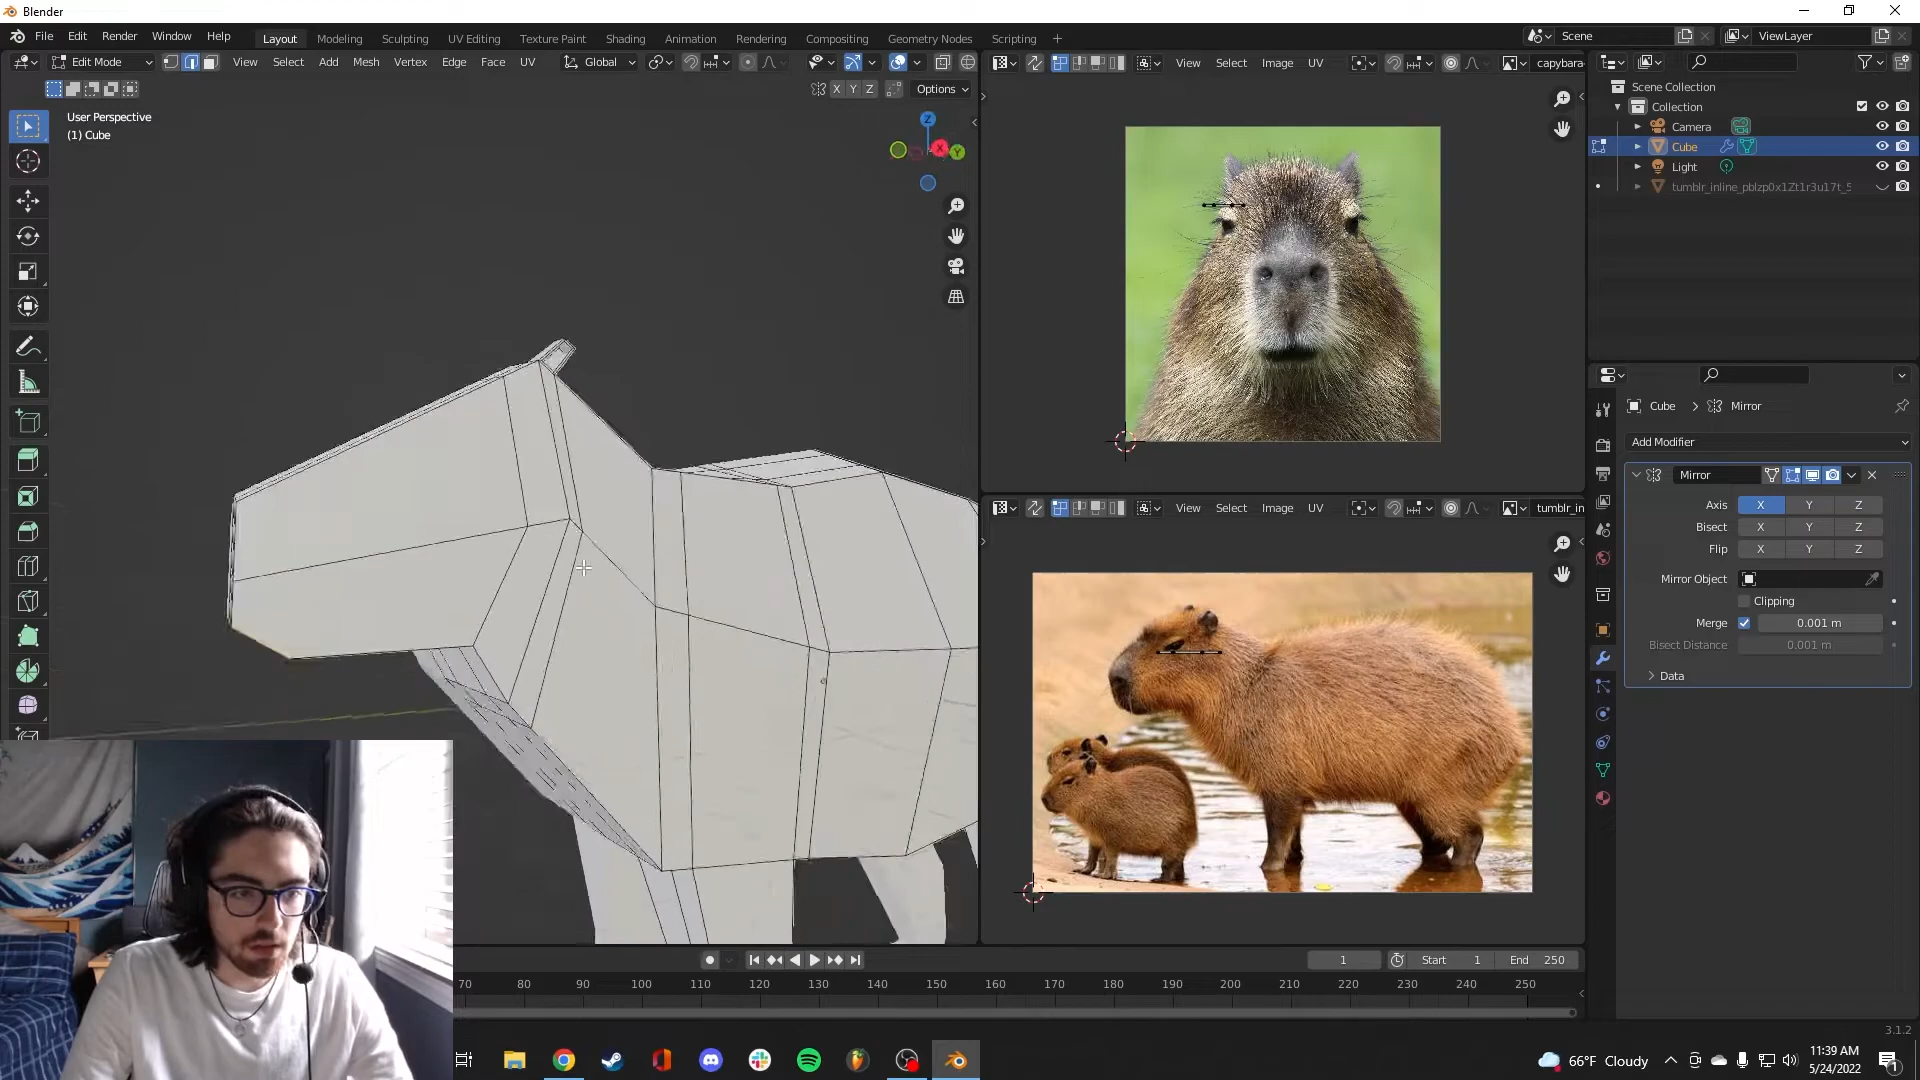 Blender
File Edit Render Window Help
Layout Modeling Sculpting UV Editing Texture Paint Shading Animation Rendering Compositing Geometry Nodes Scripting +
Scene
ViewLayer
Edit Mode View Select Add Mesh Vertex Edge Face UV Global
X Y Z Options
User Perspective
(1) Cube
Z
X
Y
View Select Image UV capybara
View Select Image UV tumblr_in
Scene Collection
Collection
Camera
Cube
Light
tumblr_inline_pblzp0x1Zt1r3u17t_5
Cube > Mirror
Add Modifier
Mirror
Axis X Y Z
Bisect X Y Z
Flip X Y Z
Mirror Object
Clipping
Merge 0.001 m
Bisect Distance 0.001 m
Data
1 Start 1 End 250
70 80 90 100 110 120 130 140 150 160 170 180 190 200 210 220 230 240 250
3.1.2
66°F Cloudy
11:39 AM
5/24/2022
1